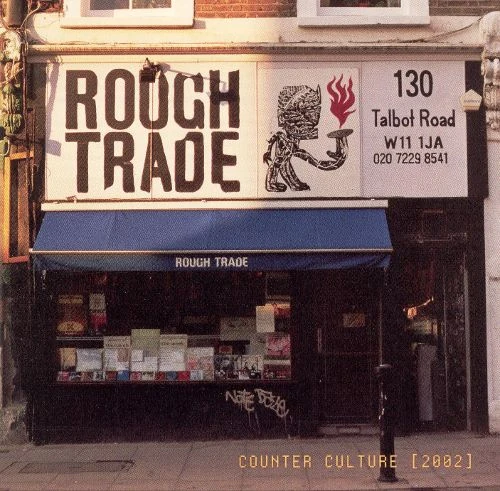 ROUGH
TRADE
130
Talbot Road
W11 1JA
020 7229 8541
ROUGH TRADE
COUNTER CULTURE [2002]